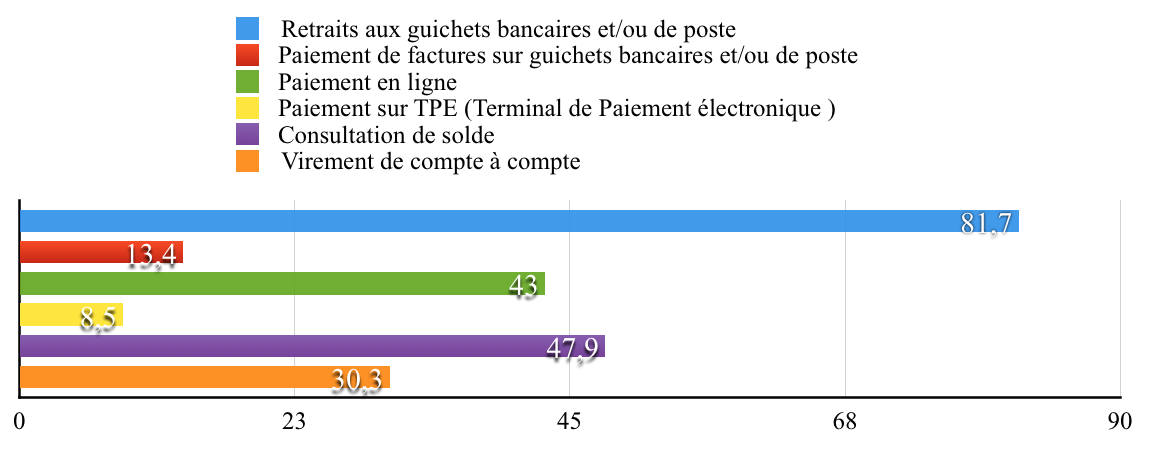 Retraits aux guichets bancaires et/ou de poste
Paiement de factures sur guichets bancaires et/ou de poste
Paiement en ligne
Paiement sur TPE (Terminal de Paiement électronique )
Consultation de solde
Virement de compte à compte
81,7
13,4
43
8,5
47,9
30,3
0 23 45 68 90